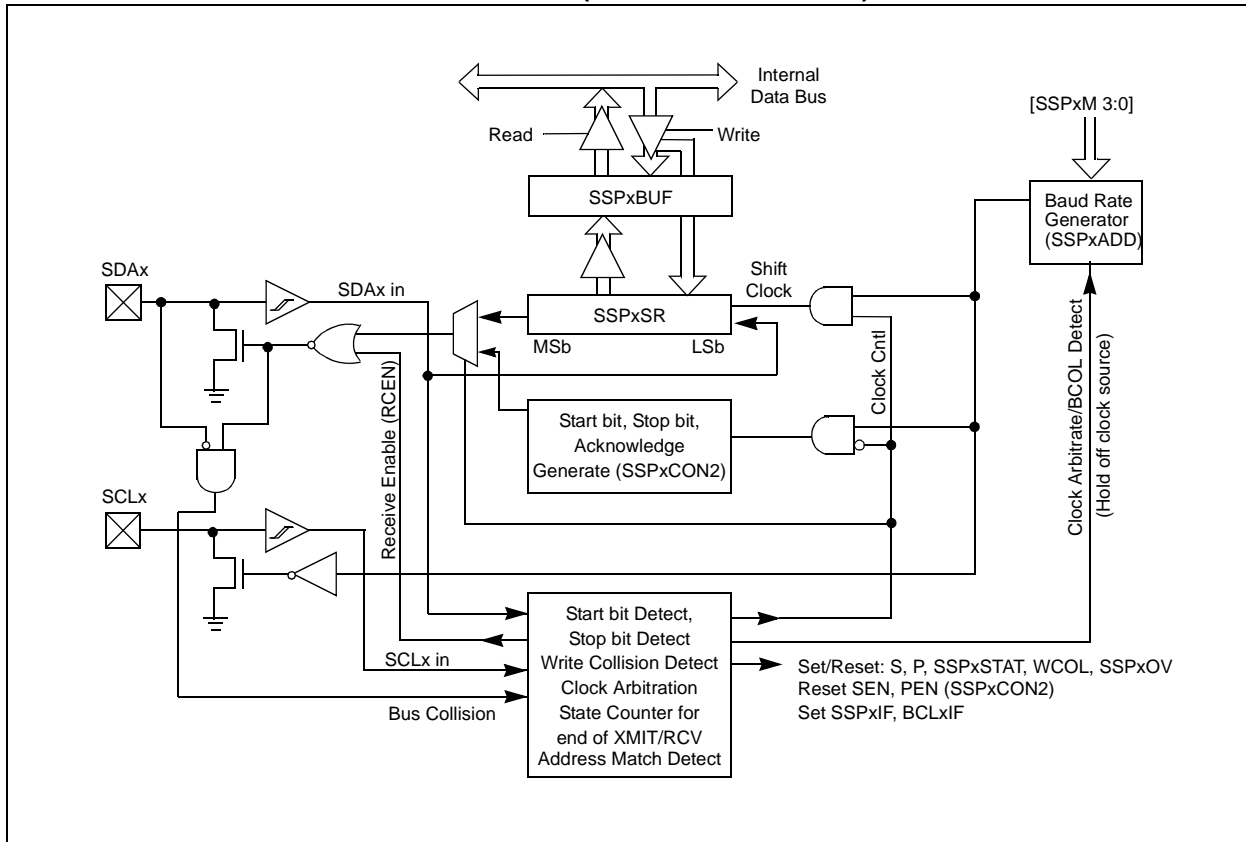 Internal
Data Bus
[SSPxM 3:0]
Read
Write
SSPxBUF
Baud Rate
Generator
(SSPxADD)
SDAx
SDAx in
Shift
Clock
SSPxSR
MSb
LSb
Receive Enable (RCEN)
Clock Cntl
Clock Arbitrate/BCOL Detect
(Hold off clock source)
Start bit, Stop bit,
Acknowledge
Generate (SSPxCON2)
SCLx
SCLx in
Bus Collision
Start bit Detect,
Stop bit Detect
Write Collision Detect
Clock Arbitration
State Counter for
end of XMIT/RCV
Address Match Detect
Set/Reset: S, P, SSPxSTAT, WCOL, SSPxOV
Reset SEN, PEN (SSPxCON2)
Set SSPxIF, BCLxIF